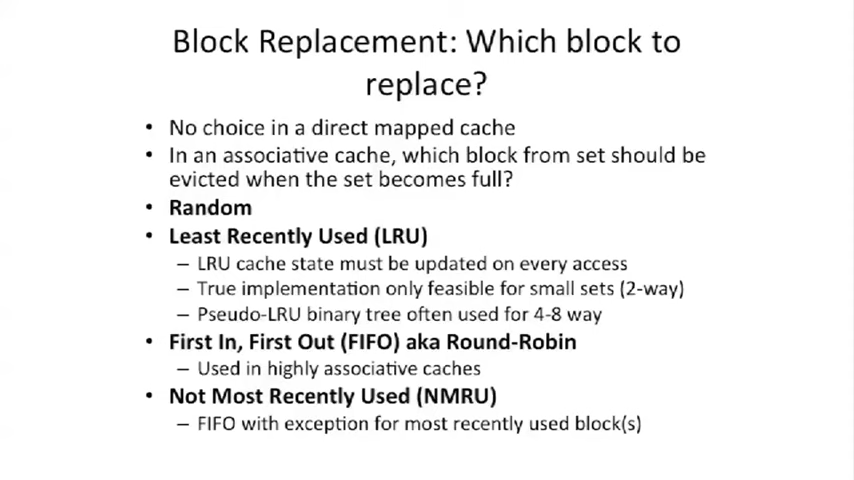 Block Replacement: Which block to
replace?
• No choice in a direct mapped cache
• In an associative cache, which block from set should be
evicted when the set becomes full?
• Random
• Least Recently Used (LRU)
– LRU cache state must be updated on every access
– True implementation only feasible for small sets (2-way)
– Pseudo-LRU binary tree often used for 4-8 way
• First In, First Out (FIFO) aka Round-Robin
– Used in highly associative caches
• Not Most Recently Used (NMRU)
– FIFO with exception for most recently used block(s)